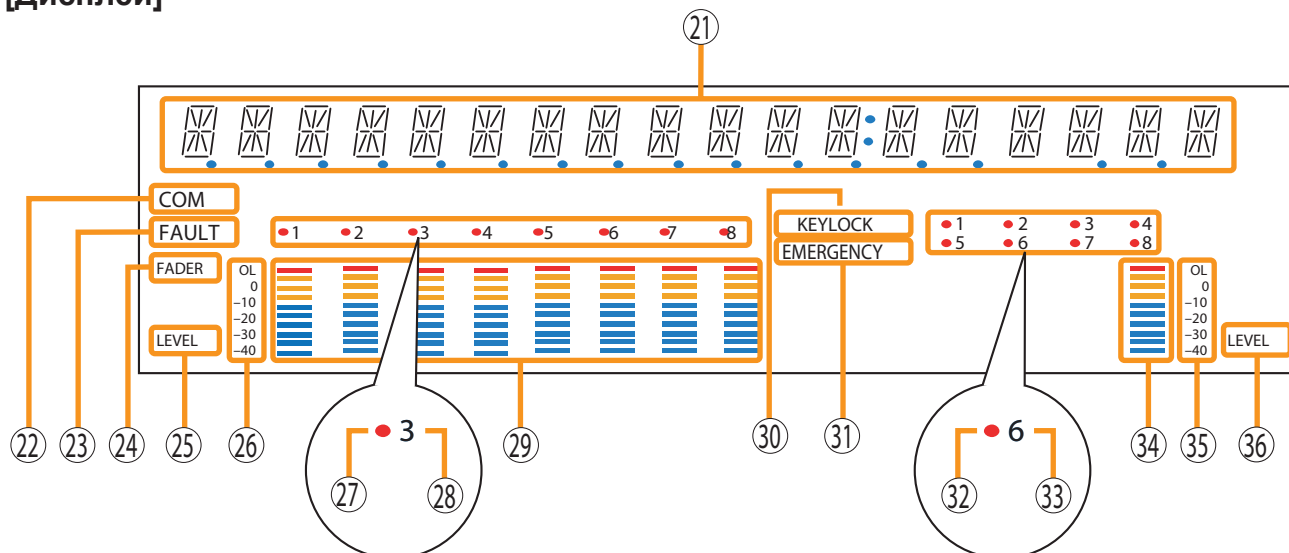 [Дисплей]
21
COM
FAULT
FADER
LEVEL
OL
0
–10
–20
–30
–40
1 2 3 4 5 6 7 8
KEYLOCK
EMERGENCY
1 2 3 4
5 6 7 8
OL
0
–10
–20
–30
–40
LEVEL
22 23 24 25 26
3
27 28
29
30 31
6
32 33
34 35 36